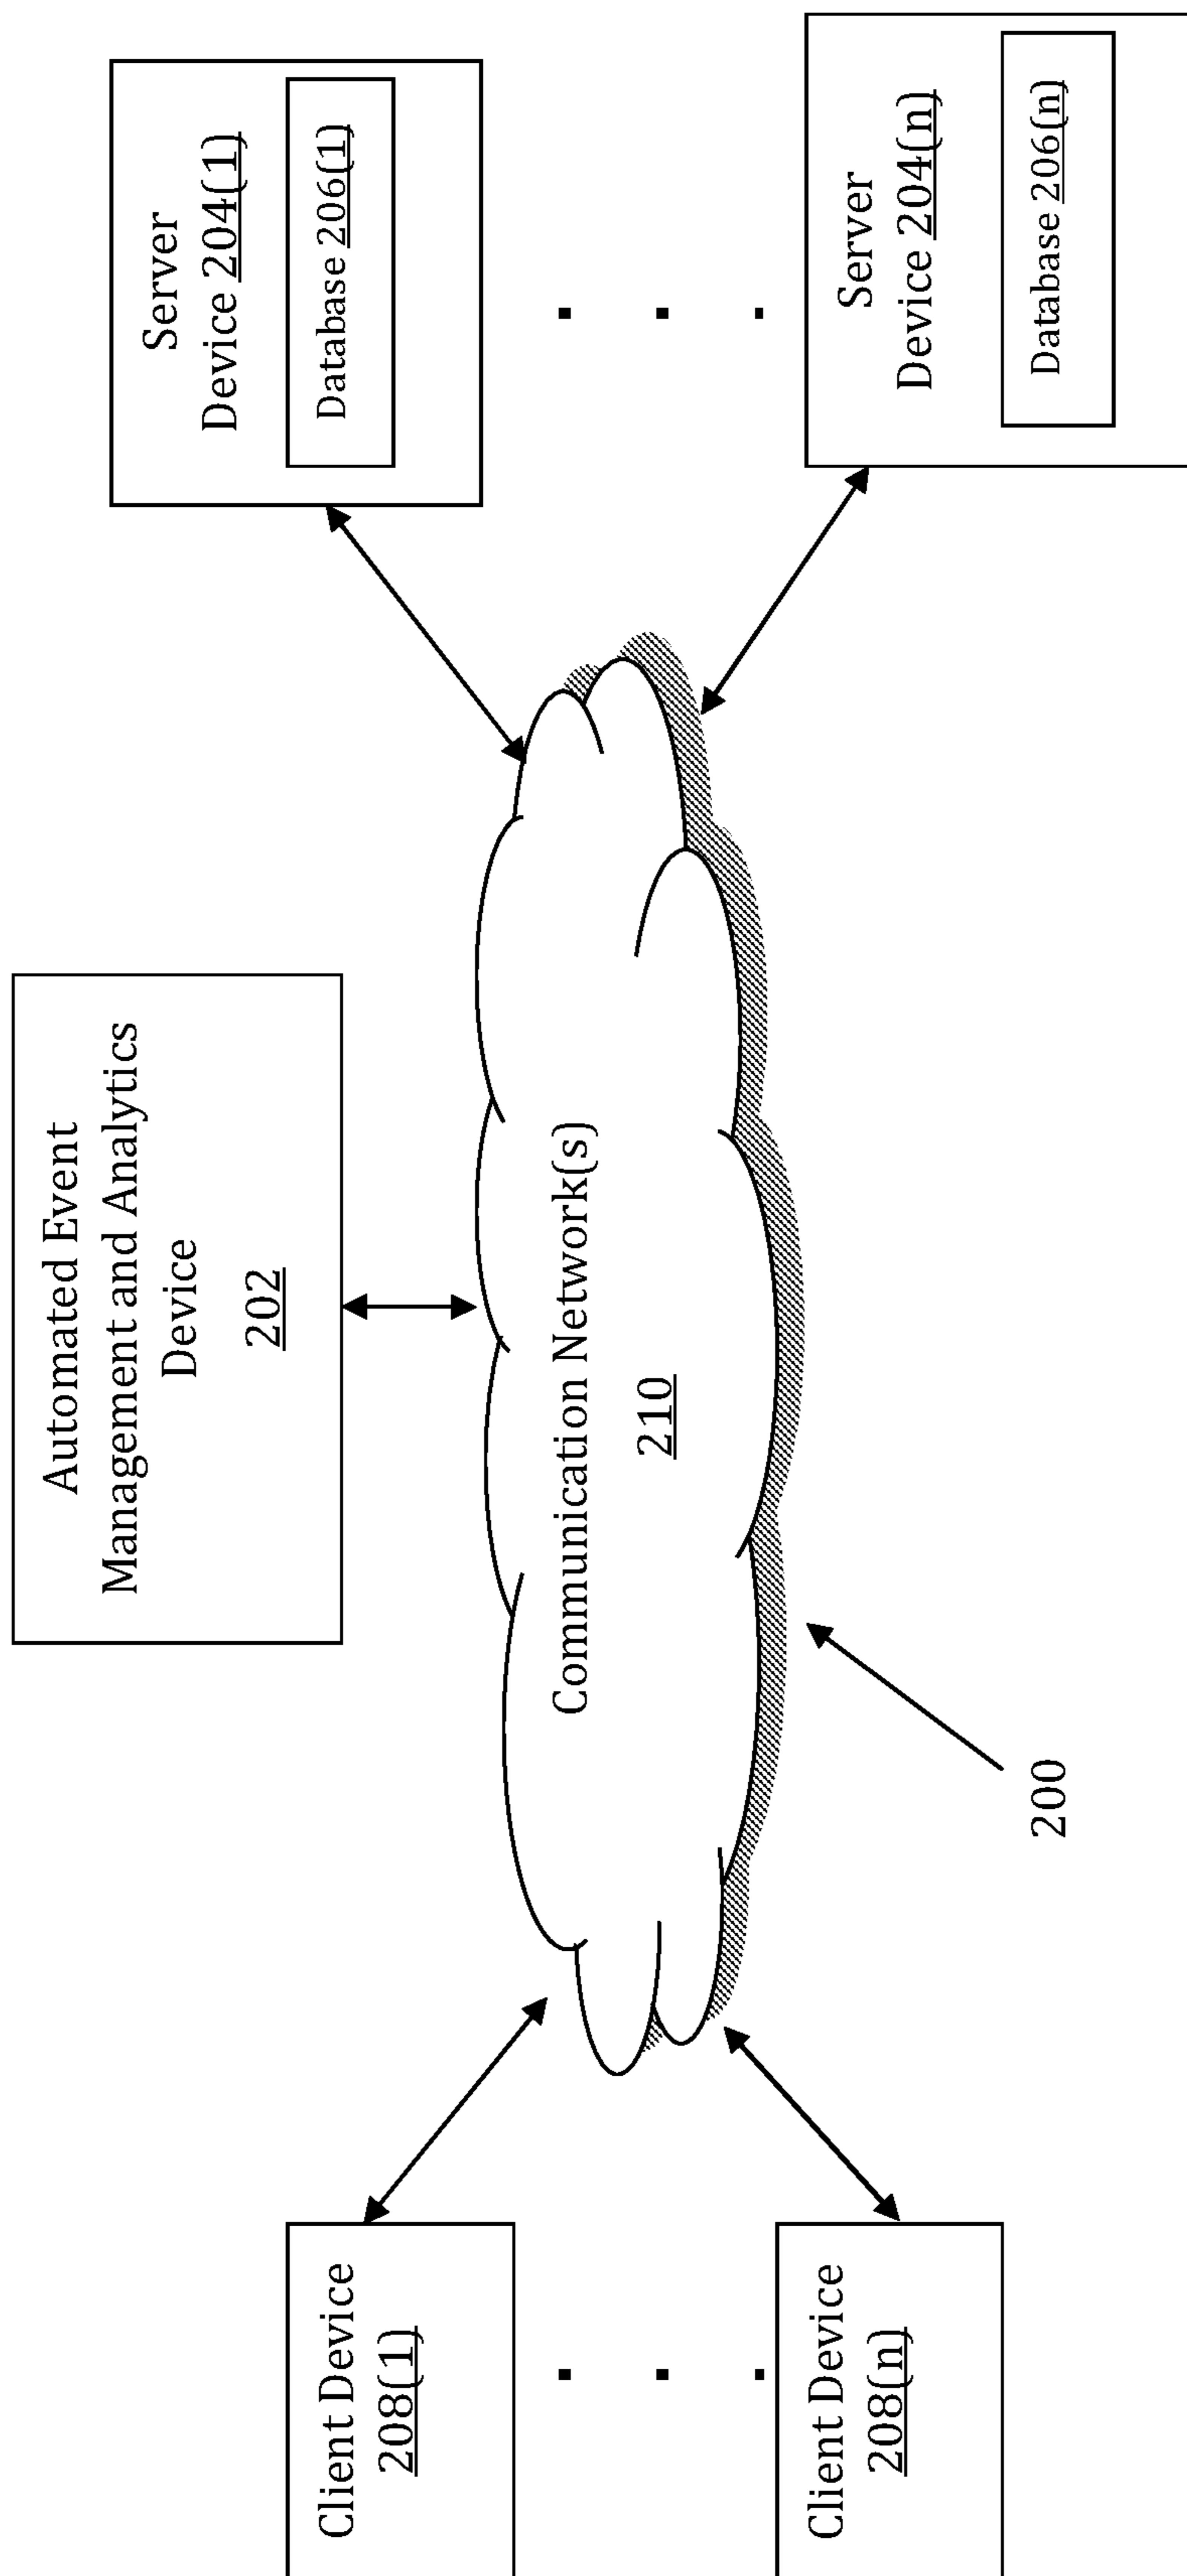 Automated Event
Management and Analytics
Device
202
Client Device
208(1)
Client Device
208(n)
Communication Network(s)
210
200
Server
Device 204(1)
Database 206(1)
Server
Device 204(n)
Database 206(n)